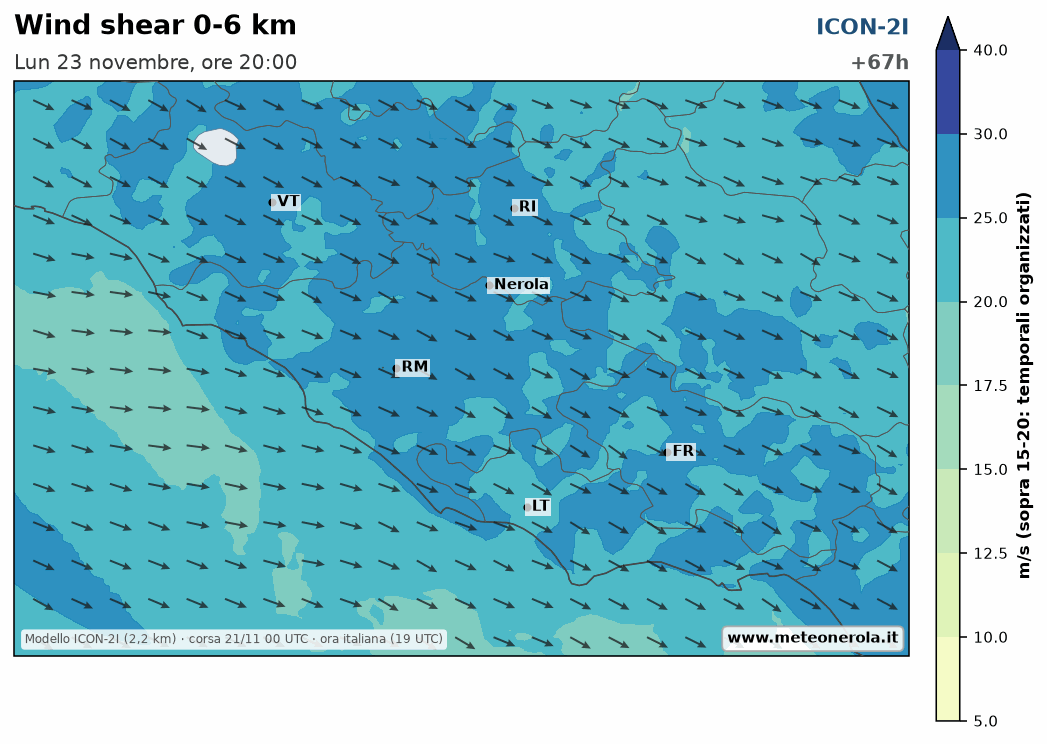 Wind shear 0-6 km
ICON-2I
Lun 23 novembre, ore 20:00
+67h
40.0
30.0
25.0
20.0
17.5
15.0
12.5
10.0
5.0
m/s (sopra 15-20: temporali organizzati)
VT
RI
Nerola
RM
FR
LT
Modello ICON-2I (2,2 km) · corsa 21/11 00 UTC · ora italiana (19 UTC)
www.meteonerola.it